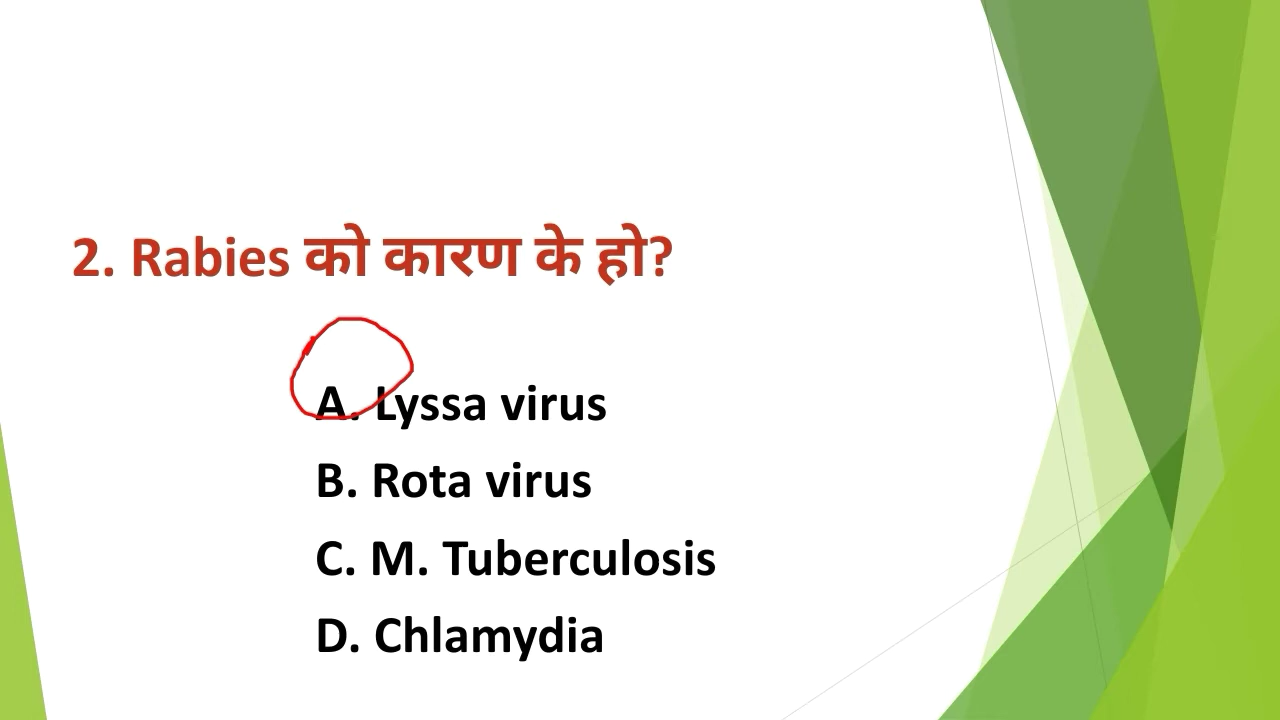 2. Rabies को कारण के हो?
A. Lyssa virus
B. Rota virus
C. M. Tuberculosis
D. Chlamydia